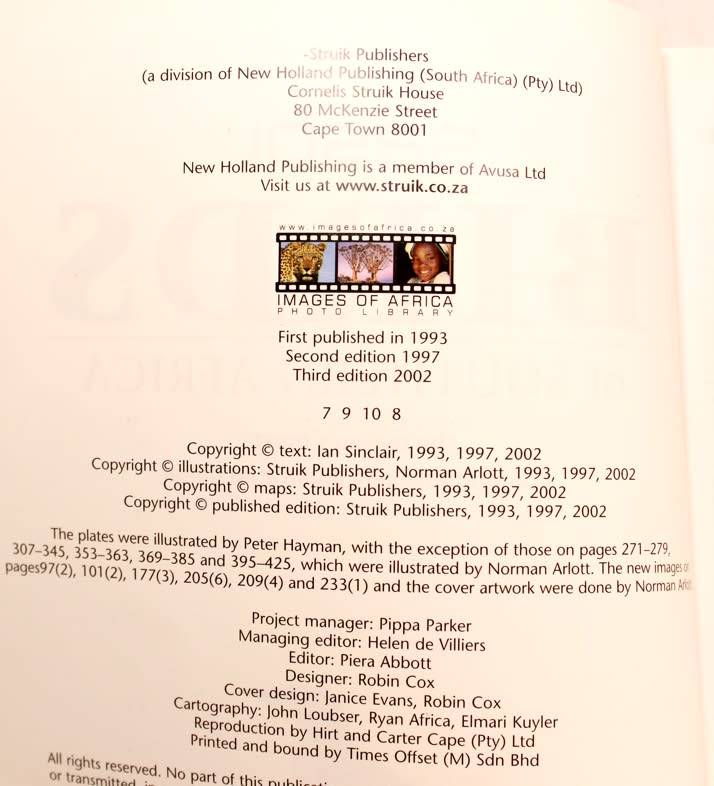 -Struik Publishers
(a division of New Holland Publishing (South Africa) (Pty) Ltd)
Cornelis Struik House
80 McKenzie Street
Cape Town 8001
New Holland Publishing is a member of Avusa Ltd
Visit us at www.struik.co.za
www.imagesofafrica.co.za
IMAGES OF AFRICA
PHOTO LIBRARY
First published in 1993
Second edition 1997
Third edition 2002
7 9 10 8
Copyright © text: Ian Sinclair, 1993, 1997, 2002
Copyright © illustrations: Struik Publishers, Norman Arlott, 1993, 1997, 2002
Copyright © maps: Struik Publishers, 1993, 1997, 2002
Copyright © published edition: Struik Publishers, 1993, 1997, 2002
The plates were illustrated by Peter Hayman, with the exception of those on pages 271–279,
307–345, 353–363, 369–385 and 395–425, which were illustrated by Norman Arlott. The new images on
pages97(2), 101(2), 177(3), 205(6), 209(4) and 233(1) and the cover artwork were done by Norman Arlott.
Project manager: Pippa Parker
Managing editor: Helen de Villiers
Editor: Piera Abbott
Designer: Robin Cox
Cover design: Janice Evans, Robin Cox
Cartography: John Loubser, Ryan Africa, Elmari Kuyler
Reproduction by Hirt and Carter Cape (Pty) Ltd
Printed and bound by Times Offset (M) Sdn Bhd
All rights reserved. No part of this
or transmitted,